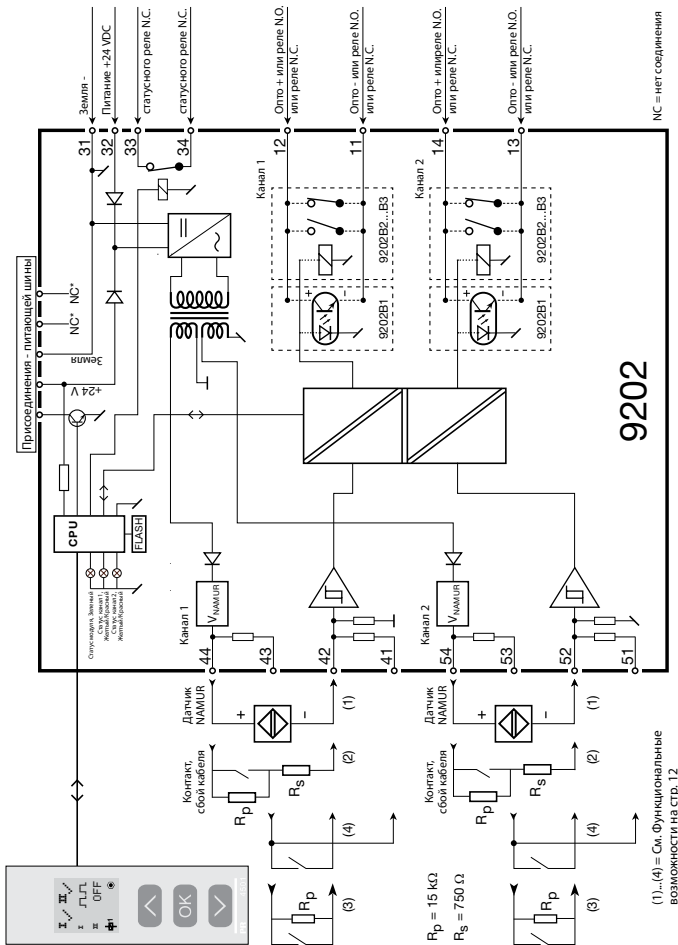 Присоединения - питающей шины
NC*
NC*
Земля
+24 V
CPU
FLASH
Статус модуля, Зеленый
Статус канал 1,
Желтый/Красный
Статус канал 2,
Желтый/Красный
31
32
33
34
12
11
14
13
Земля -
Питание +24 VDC
статусного реле N.C.
статусного реле N.C.
Опто + или реле N.O.
или реле N.C.
Опто - или реле N.O.
или реле N.C.
Опто + илиреле N.O.
или реле N.C.
Опто - или реле N.O.
или реле N.C.
NC = нет соединения
Канал 1
+
−
9202B1
9202B2...B3
Канал 2
+
−
9202B1
9202B2...B3
9202
Канал 1
V NAMUR
44
43
42
41
Канал 2
V NAMUR
54
53
52
51
Датчик
NAMUR
+
−
(1)
Контакт,
сбой кабеля
Rp
Rs
(2)
(4)
Rp
(3)
Датчик
NAMUR
+
−
(1)
Контакт,
сбой кабеля
Rp
Rs
(2)
(4)
Rp
(3)
Rp = 15 kΩ
Rs = 750 Ω
OFF
OK
(1)...(4) = См. Функциональные
возможности на стр. 12